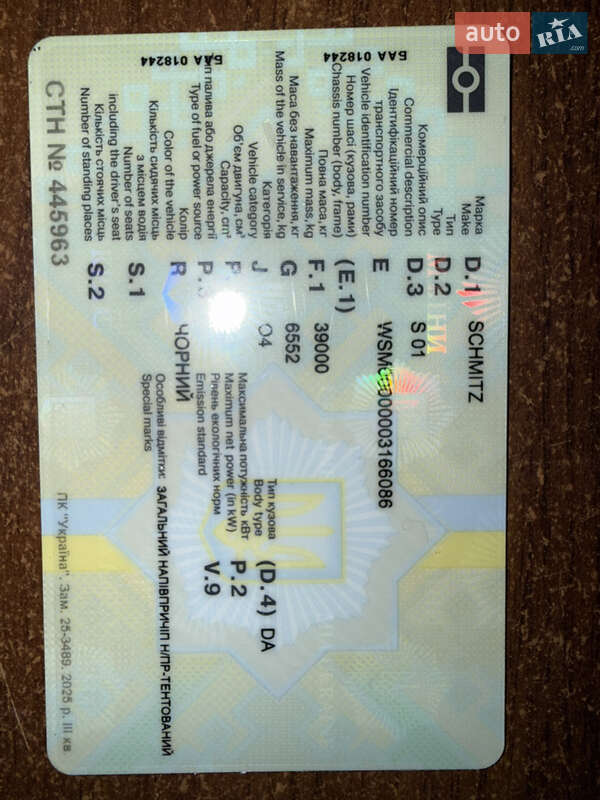 auto RIA .com
Марка
Make
D.1 SCHMITZ
Тип
Type
D.2
Комерційний опис
Commercial description
D.3 S 01
Ідентифікаційний номер
транспортного засобу
Vehicle identification number
E
Номер шасі (кузова, рами)
Chassis number (body, frame)
(E.1)
Повна маса, кг
Maximum mass, kg
F.1 39000
Маса без навантаження, кг
Mass of the vehicle in service, kg
G 6552
Категорія
Vehicle category
J O4
Об'єм двигуна, см³
Capacity, cm³
палива або джерела енергії
Type of fuel or power source
Колір
Color of the vehicle
R ЧОРНИЙ
Кількість сидячих місць
з місцем водія
Number of seats
including the driver's seat
S.1
Кількість стоячих місць
Number of standing places
S.2
Тип кузова
Body type
(D.4) DA
Максимальна потужність кВт
Maximum net power (in kW)
P.2
Рівень екологічних норм
Emission standard
V.9
Особливі відмітки: ЗАГАЛЬНИЙ НАПІВПРИЧІП Н/ПР-ТЕНТОВАНИЙ
Special marks
БАА 018244
БАА 018244
СТН № 445963
ПК "Україна". Зам. 25-3489. 2025 р. III кв.